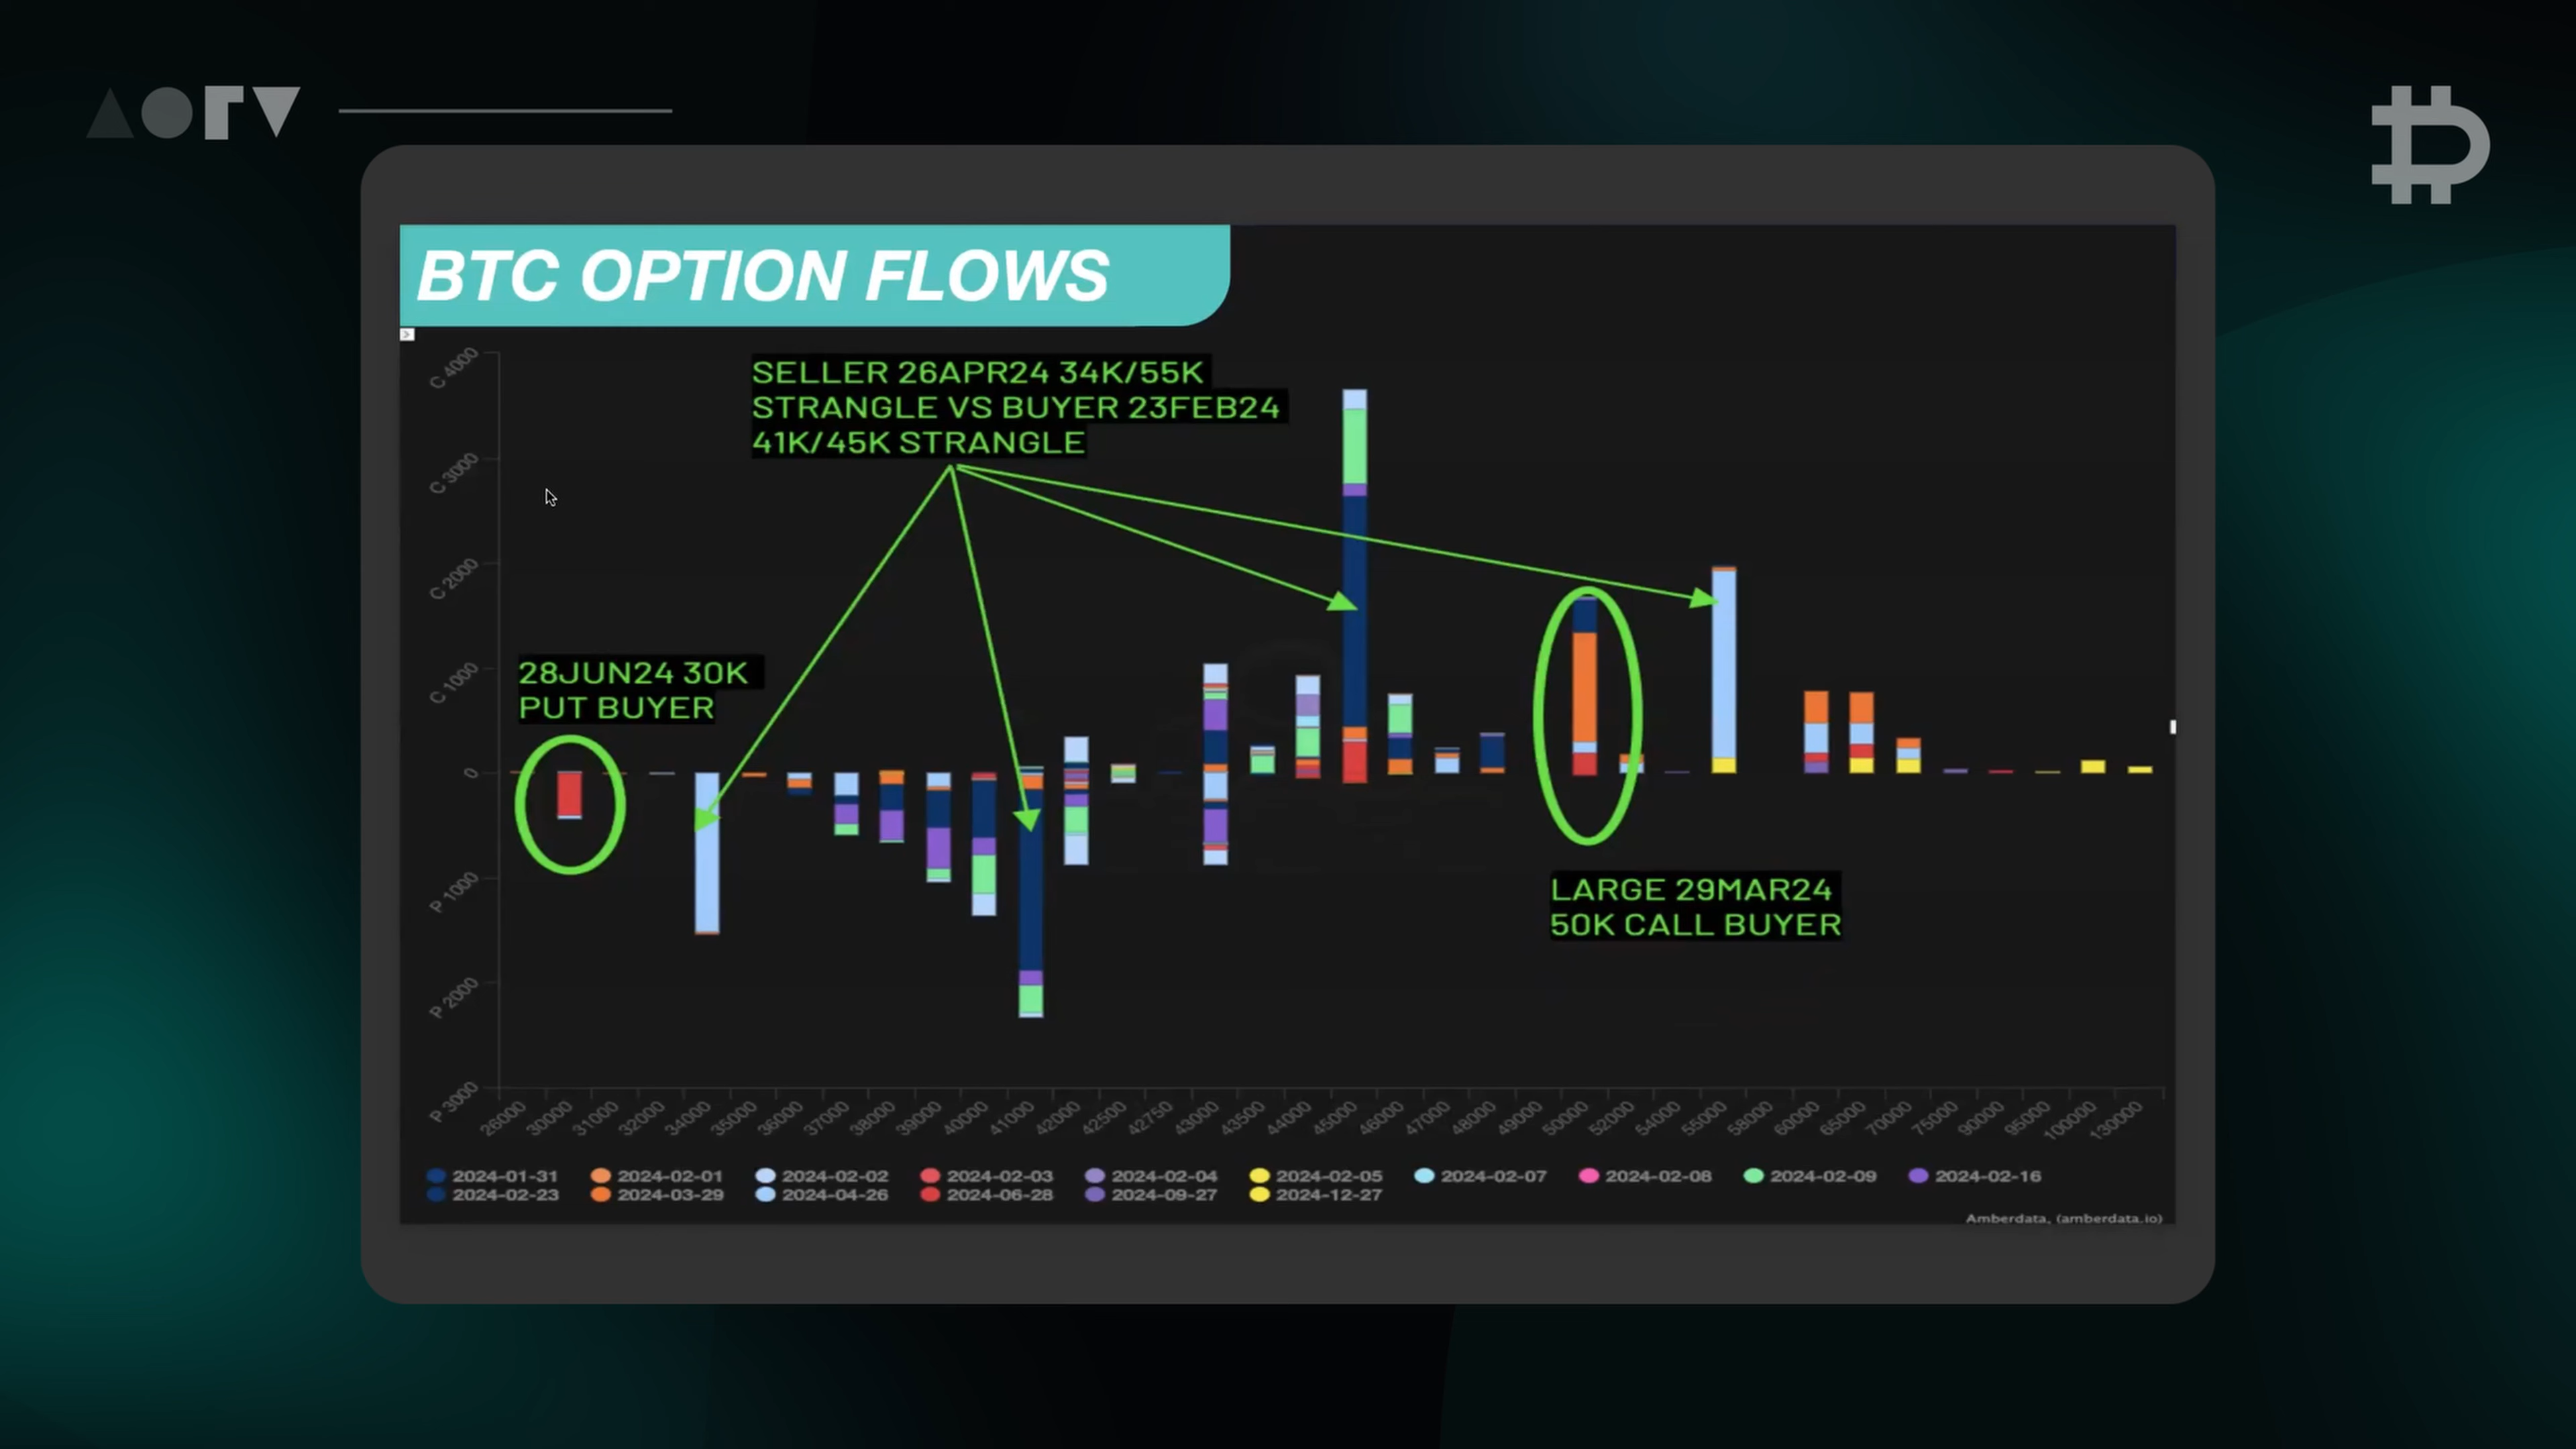 BTC OPTION FLOWS
SELLER 26APR24 34K/55K
STRANGLE VS BUYER 23FEB24
41K/45K STRANGLE
28JUN24 30K
PUT BUYER
LARGE 29MAR24
50K CALL BUYER
C 4000
C 3000
C 2000
C 1000
0
P 1000
P 2000
P 3000
26000 30000 31000 32000 34000 35000 36000 37000 38000 39000 40000 41000 42000 42500 42750 43000 43500 44000 45000 46000 47000 48000 49000 50000 52000 54000 55000 58000 60000 65000 70000 75000 90000 95000 100000 130000
2024-01-31 2024-02-01 2024-02-02 2024-02-03 2024-02-04 2024-02-05 2024-02-07 2024-02-08 2024-02-09 2024-02-16
2024-02-23 2024-03-29 2024-04-26 2024-06-28 2024-09-27 2024-12-27
Amberdata, (amberdata.io)